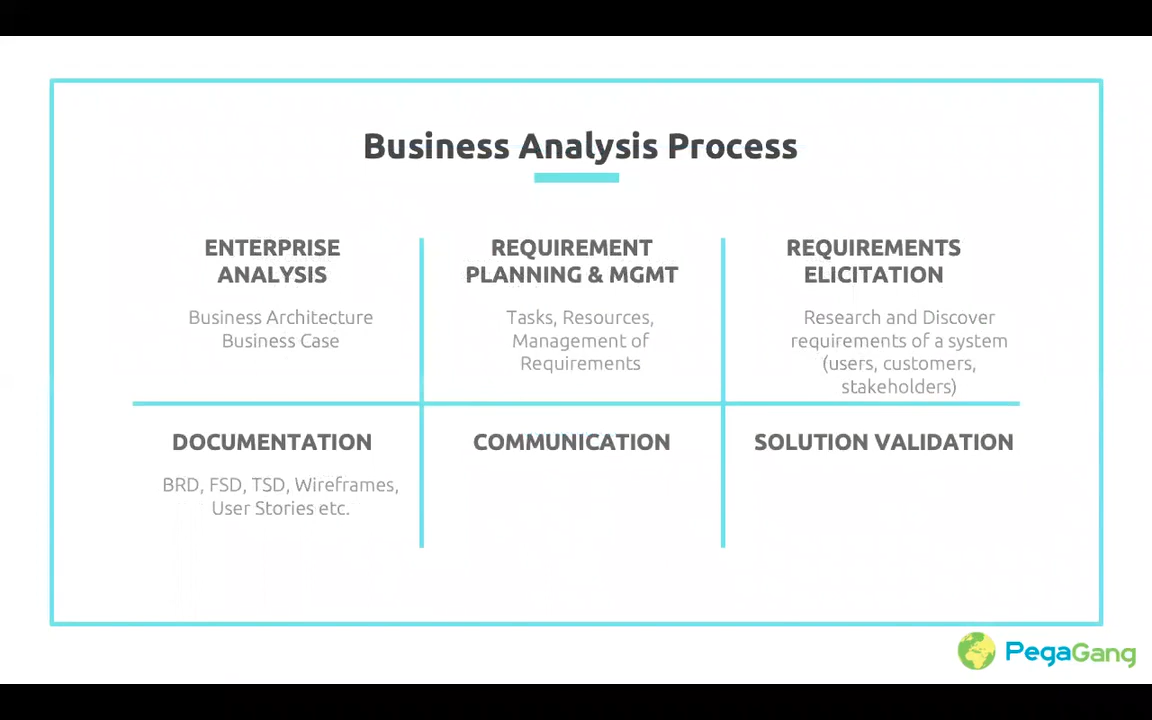 Business Analysis Process
ENTERPRISE
ANALYSIS
Business Architecture
Business Case
REQUIREMENT
PLANNING & MGMT
Tasks, Resources,
Management of
Requirements
REQUIREMENTS
ELICITATION
Research and Discover
requirements of a system
(users, customers,
stakeholders)
DOCUMENTATION
BRD, FSD, TSD, Wireframes,
User Stories etc.
COMMUNICATION
SOLUTION VALIDATION
PegaGang